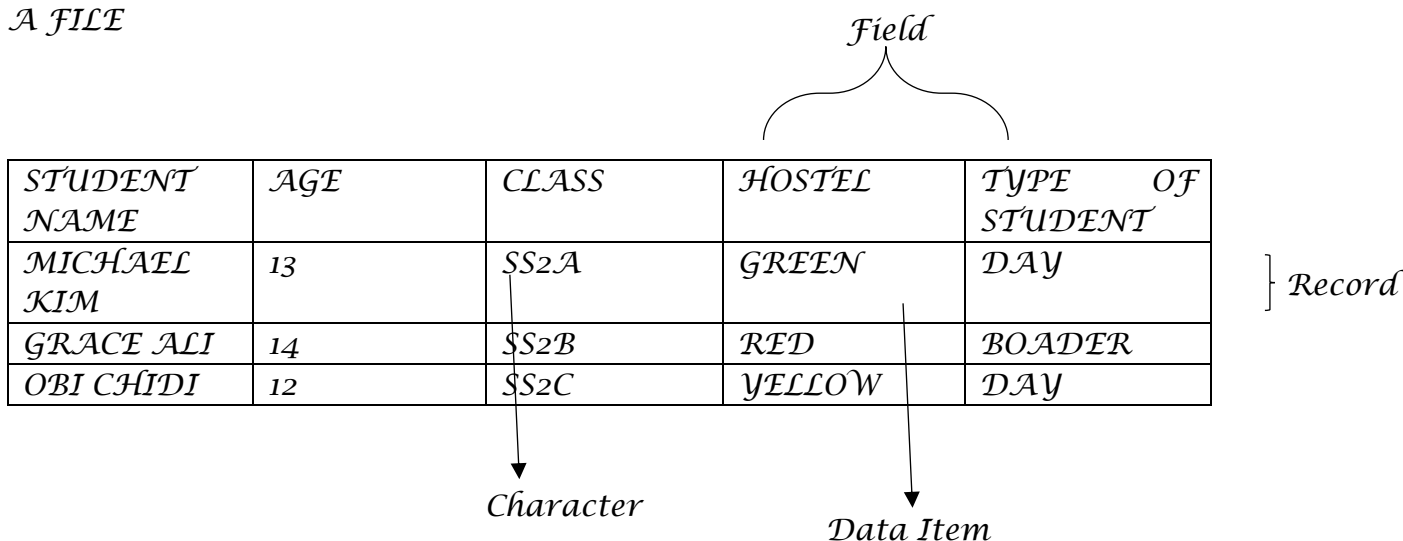 A FILE
Field
STUDENT NAME AGE CLASS HOSTEL TYPE OF STUDENT
MICHAEL KIM 13 SS2A GREEN DAY
Record
GRACE ALI 14 SS2B RED BOADER
OBI CHIDI 12 SS2C YELLOW DAY
Character
Data Item